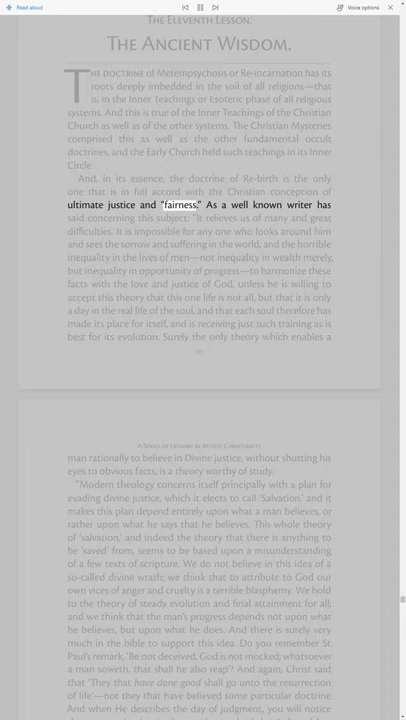 Read aloud
Voice options
THE ELEVENTH LESSON.
THE ANCIENT WISDOM.
THE DOCTRINE of Metempsychosis or Re-incarnation has its
roots deeply imbedded in the soil of all religions—that
is, in the Inner Teachings or Esoteric phase of all religious
systems. And this is true of the Inner Teachings of the Christian
Church as well as of the other systems. The Christian Mysteries
comprised this as well as the other fundamental occult
doctrines, and the Early Church held such teachings in its Inner
Circle.
And, in its essence, the doctrine of Re-birth is the only
one that is in full accord with the Christian conception of
ultimate justice and "fairness." As a well known writer has
said concerning this subject: "It relieves us of many and great
difficulties. It is impossible for any one who looks around him
and sees the sorrow and suffering in the world, and the horrible
inequality in the lives of men—not inequality in wealth merely,
but inequality in opportunity of progress—to harmonize these
facts with the love and justice of God, unless he is willing to
accept this theory that this one life is not all, but that it is only
a day in the real life of the soul, and that each soul therefore has
made its place for itself, and is receiving just such training as is
best for its evolution. Surely the only theory which enables a
A SERIES OF LESSONS IN MYSTIC CHRISTIANITY
man rationally to believe in Divine justice, without shutting his
eyes to obvious facts, is a theory worthy of study.
"Modern theology concerns itself principally with a plan for
evading divine justice, which it elects to call 'Salvation,' and it
makes this plan depend entirely upon what a man believes, or
rather upon what he says that he believes. This whole theory
of 'salvation,' and indeed the theory that there is anything to
be 'saved' from, seems to be based upon a misunderstanding
of a few texts of scripture. We do not believe in this idea of a
so-called divine wrath; we think that to attribute to God our
own vices of anger and cruelty is a terrible blasphemy. We hold
to the theory of steady evolution and final attainment for all;
and we think that the man's progress depends not upon what
he believes, but upon what he does. And there is surely very
much in the bible to support this idea. Do you remember St.
Paul's remark, 'Be not deceived, God is not mocked; whatsoever
a man soweth, that shall he also reap'? And again, Christ said
that 'They that have done good shall go unto the resurrection
of life'—not they that have believed some particular doctrine.
And when He describes the day of judgment, you will notice